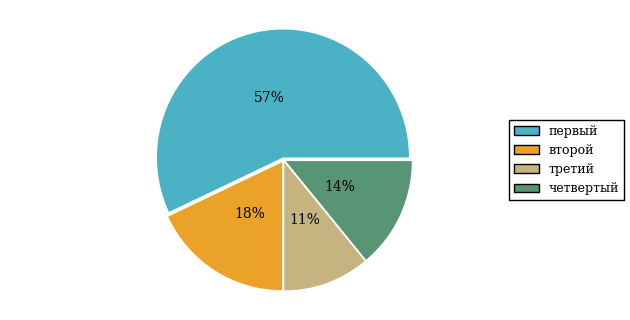 57%
14%
18%
11%
первый
второй
третий
четвертый